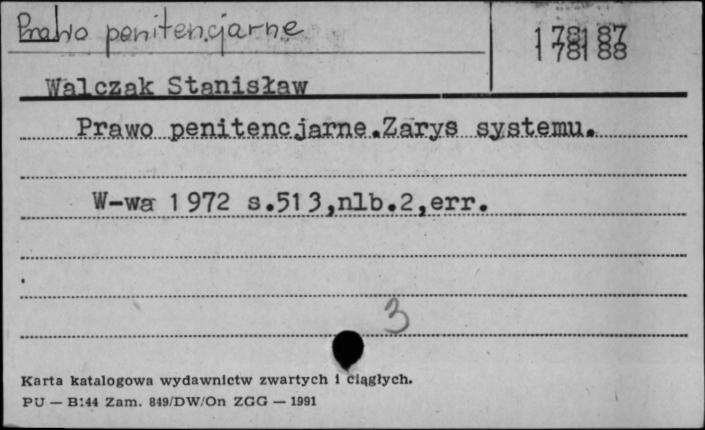 Prawo penitencjarne
178187
178188
Walczak Stanisław
Prawo penitencjarne.Zarys systemu.
W-wa 1972 s.513,nlb.2,err.
3
Karta katalogowa wydawnictw zwartych i ciągłych.
PU — B144 Zam. 849/DW/On ZGG — 1991